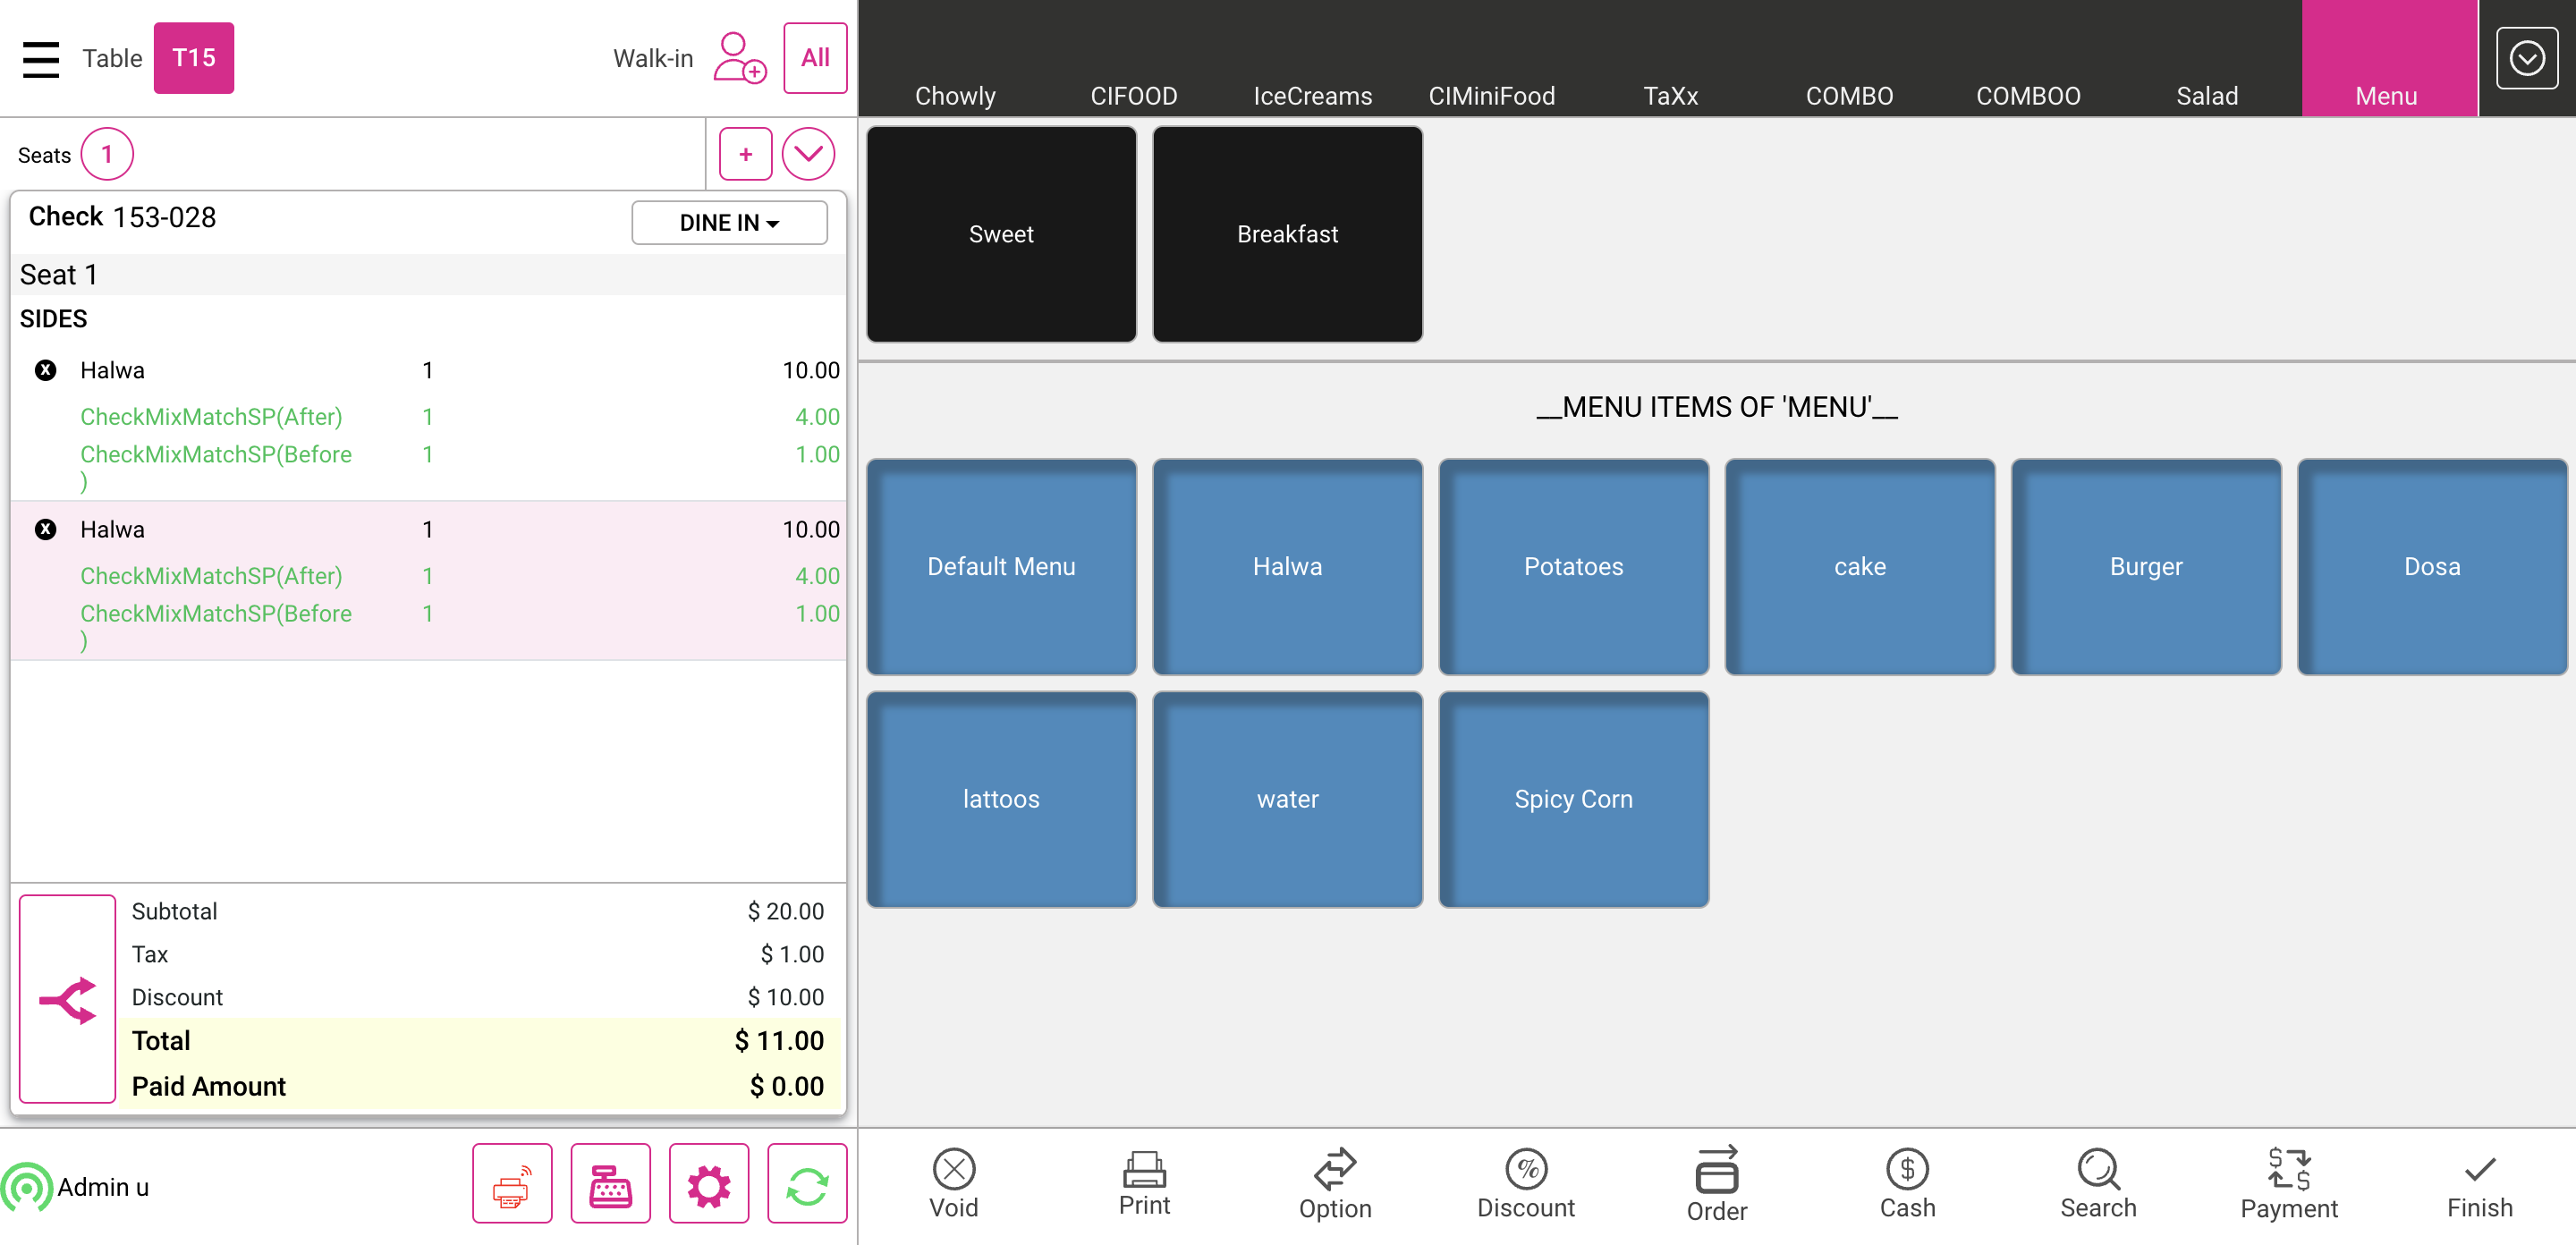 Table T15 Walk-in All
Chowly CIFOOD IceCreams CIMiniFood TaXx COMBO COMBOO Salad Menu
Seats 1 +
Check 153-028 DINE IN
Seat 1
SIDES
X Halwa 1 10.00
CheckMixMatchSP(After) 1 4.00
CheckMixMatchSP(Before 1 1.00
)
X Halwa 1 10.00
CheckMixMatchSP(After) 1 4.00
CheckMixMatchSP(Before 1 1.00
)
Subtotal $ 20.00
Tax $ 1.00
Discount $ 10.00
Total $ 11.00
Paid Amount $ 0.00
Admin u
Sweet Breakfast
__MENU ITEMS OF 'MENU'__
Default Menu Halwa Potatoes cake Burger Dosa
lattoos water Spicy Corn
Void Print Option Discount Order Cash Search Payment Finish